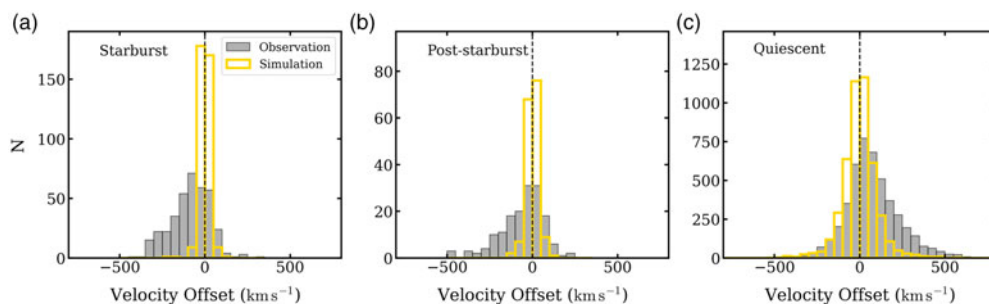 (a)
Starburst
Observation
Simulation
N
150
100
50
0
−500
0
500
Velocity Offset (km s⁻¹)
(b)
Post-starburst
80
60
40
20
0
−500
0
500
Velocity Offset (km s⁻¹)
(c)
Quiescent
1250
1000
750
500
250
0
−500
0
500
Velocity Offset (km s⁻¹)